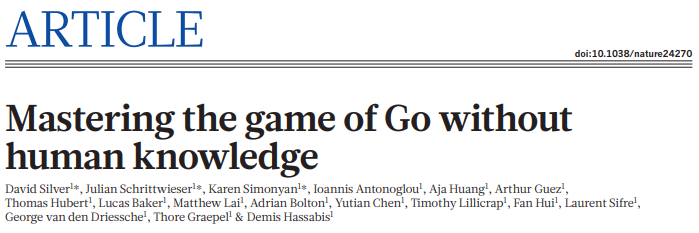 ARTICLE
doi:10.1038/nature24270
Mastering the game of Go without
human knowledge
David Silver¹*, Julian Schrittwieser¹*, Karen Simonyan¹*, Ioannis Antonoglou¹, Aja Huang¹, Arthur Guez¹,
Thomas Hubert¹, Lucas Baker¹, Matthew Lai¹, Adrian Bolton¹, Yutian Chen¹, Timothy Lillicrap¹, Fan Hui¹, Laurent Sifre¹,
George van den Driessche¹, Thore Graepel¹ & Demis Hassabis¹